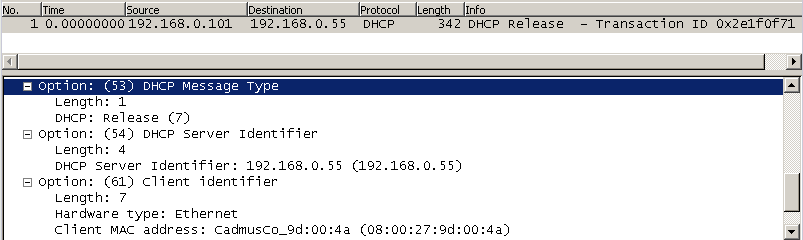 No. Time Source Destination Protocol Length Info
1 0.00000000 192.168.0.101 192.168.0.55 DHCP 342 DHCP Release - Transaction ID 0x2e1f0f71
Option: (53) DHCP Message Type
Length: 1
DHCP: Release (7)
Option: (54) DHCP Server Identifier
Length: 4
DHCP Server Identifier: 192.168.0.55 (192.168.0.55)
Option: (61) Client identifier
Length: 7
Hardware type: Ethernet
Client MAC address: CadmusCo_9d:00:4a (08:00:27:9d:00:4a)